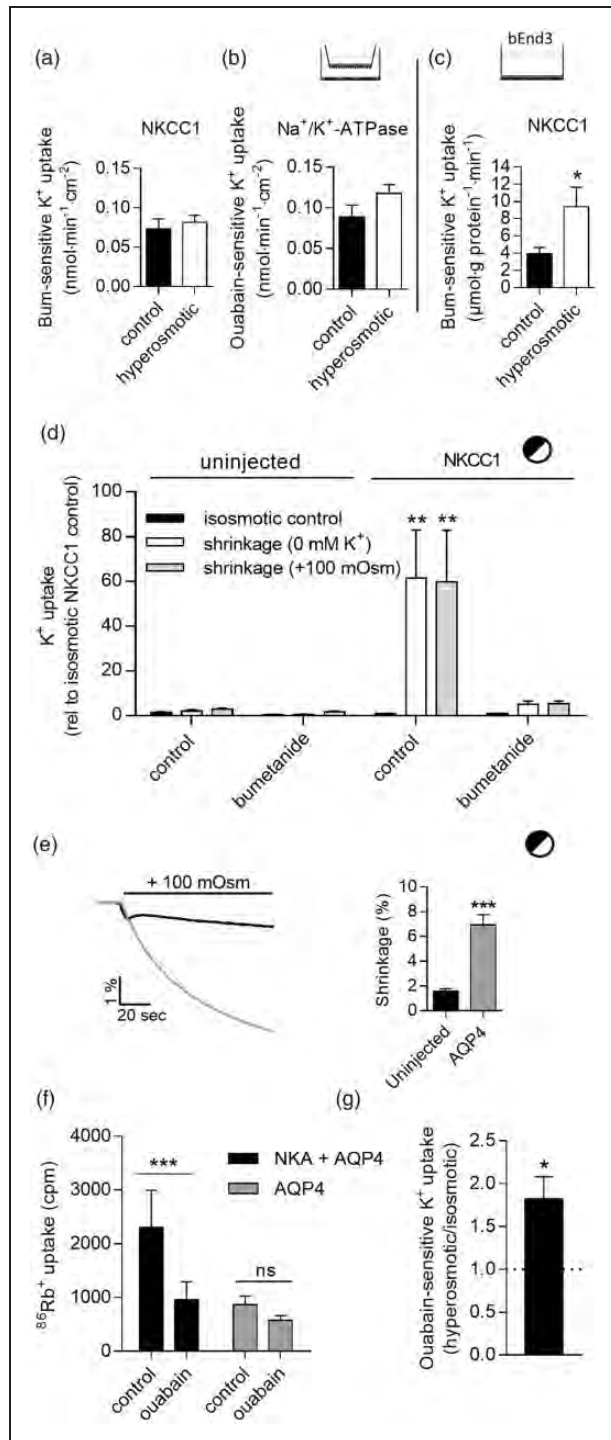 (a)
NKCC1
Bum-sensitive K⁺ uptake
(nmol·min⁻¹·cm⁻²)
0.15
0.10
0.05
0.00
control
hyperosmotic
(b)
Na⁺/K⁺-ATPase
Ouabain-sensitive K⁺ uptake
(nmol·min⁻¹·cm⁻²)
0.15
0.10
0.05
0.00
control
hyperosmotic
bEnd3
(c)
NKCC1
Bum-sensitive K⁺ uptake
(µmol·g protein⁻¹·min⁻¹)
14
12
10
8
6
4
2
0
*
control
hyperosmotic
(d)
uninjected
NKCC1
K⁺ uptake
(rel to isosmotic NKCC1 control)
100
80
60
40
20
0
isosmotic control
shrinkage (0 mM K⁺)
shrinkage (+100 mOsm)
** **
control
bumetanide
control
bumetanide
(e)
+ 100 mOsm
1 %
20 sec
Shrinkage (%)
10
8
6
4
2
0
***
Uninjected
AQP4
(f)
⁸⁶Rb⁺ uptake (cpm)
4000
3000
2000
1000
0
NKA + AQP4
AQP4
***
ns
control
ouabain
control
ouabain
(g)
Ouabain-sensitive K⁺ uptake
(hyperosmotic/isosmotic)
2.5
2.0
1.5
1.0
0.5
0.0
*